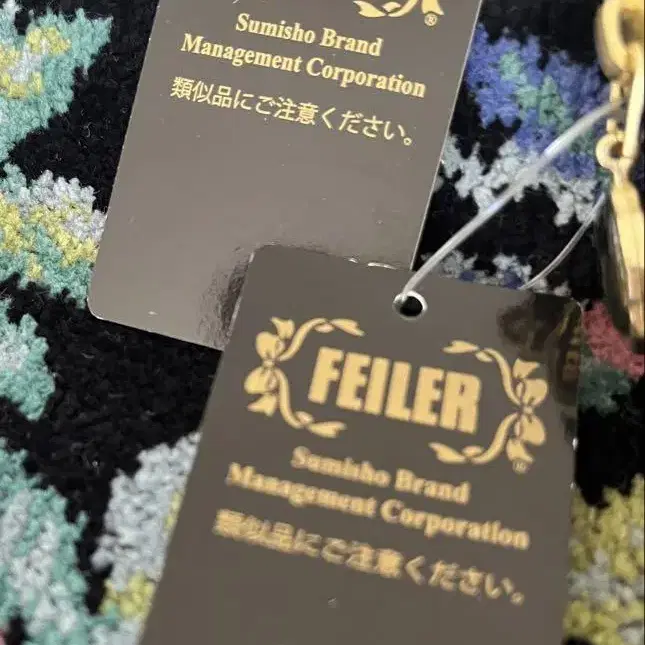 Sumisho Brand
Management Corporation
類似品にご注意ください。
®
FEILER
®
Sumisho Brand
Management Corporation
類似品にご注意ください。